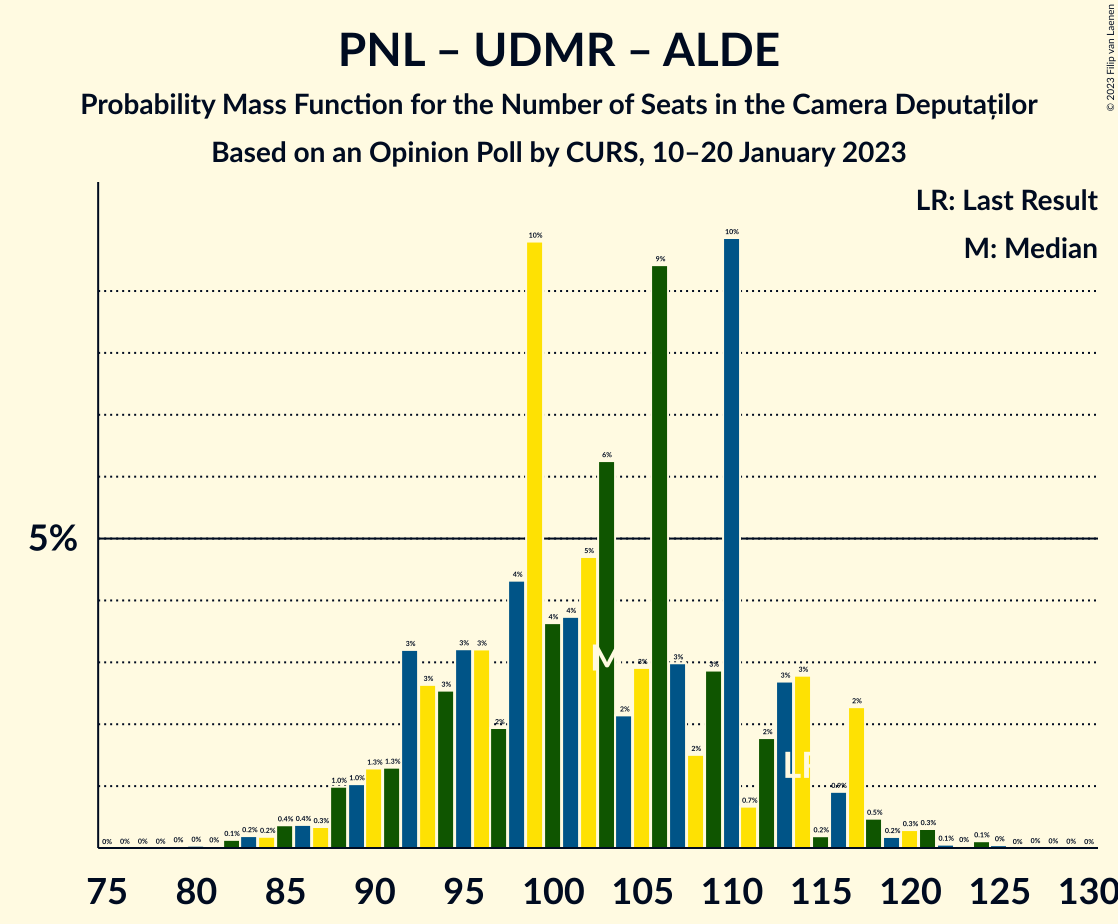 PNL – UDMR – ALDE
Probability Mass Function for the Number of Seats in the Camera Deputaților
Based on an Opinion Poll by CURS, 10–20 January 2023
© 2023 Filip van Laenen
LR: Last Result
M: Median
5%
0% 0% 0% 0% 0% 0% 0% 0.1% 0.2% 0.2% 0.4% 0.4% 0.3% 1.0% 1.0% 1.3% 1.3% 3% 3% 3% 3% 3% 2% 4% 10% 4% 4% 5% 6% 2% 3% 9% 3% 2% 3% 10% 0.7% 2% 3% 3% 0.2% 0.9% 2% 0.5% 0.2% 0.3% 0.3% 0.1% 0% 0.1% 0% 0% 0% 0% 0% 0%
M
LR
75 80 85 90 95 100 105 110 115 120 125 130